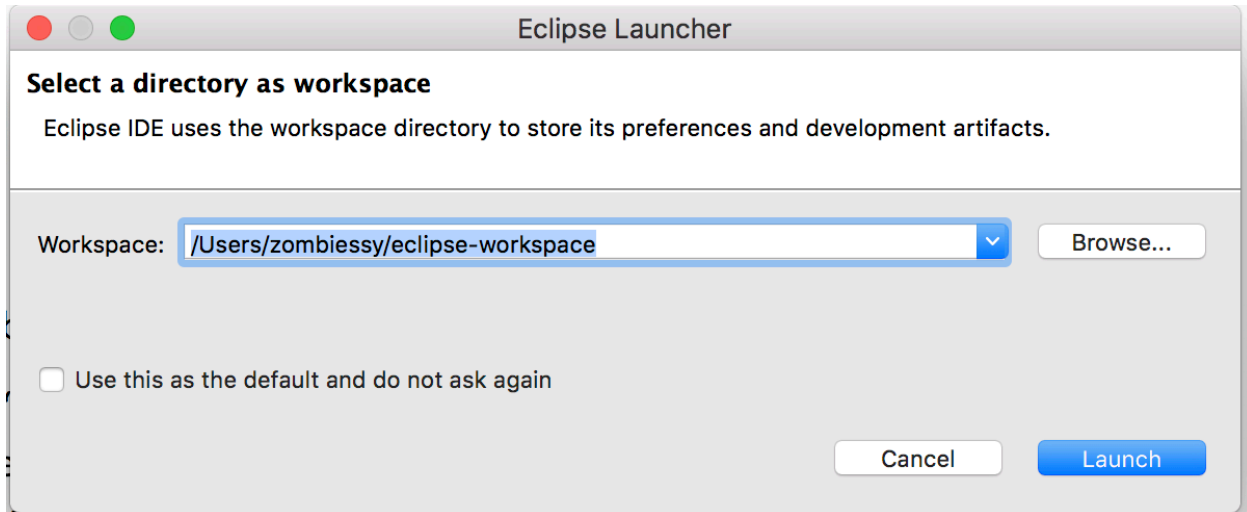 Eclipse Launcher
Select a directory as workspace
Eclipse IDE uses the workspace directory to store its preferences and development artifacts.
Workspace: /Users/zombiessy/eclipse-workspace Browse...
Use this as the default and do not ask again
Cancel Launch